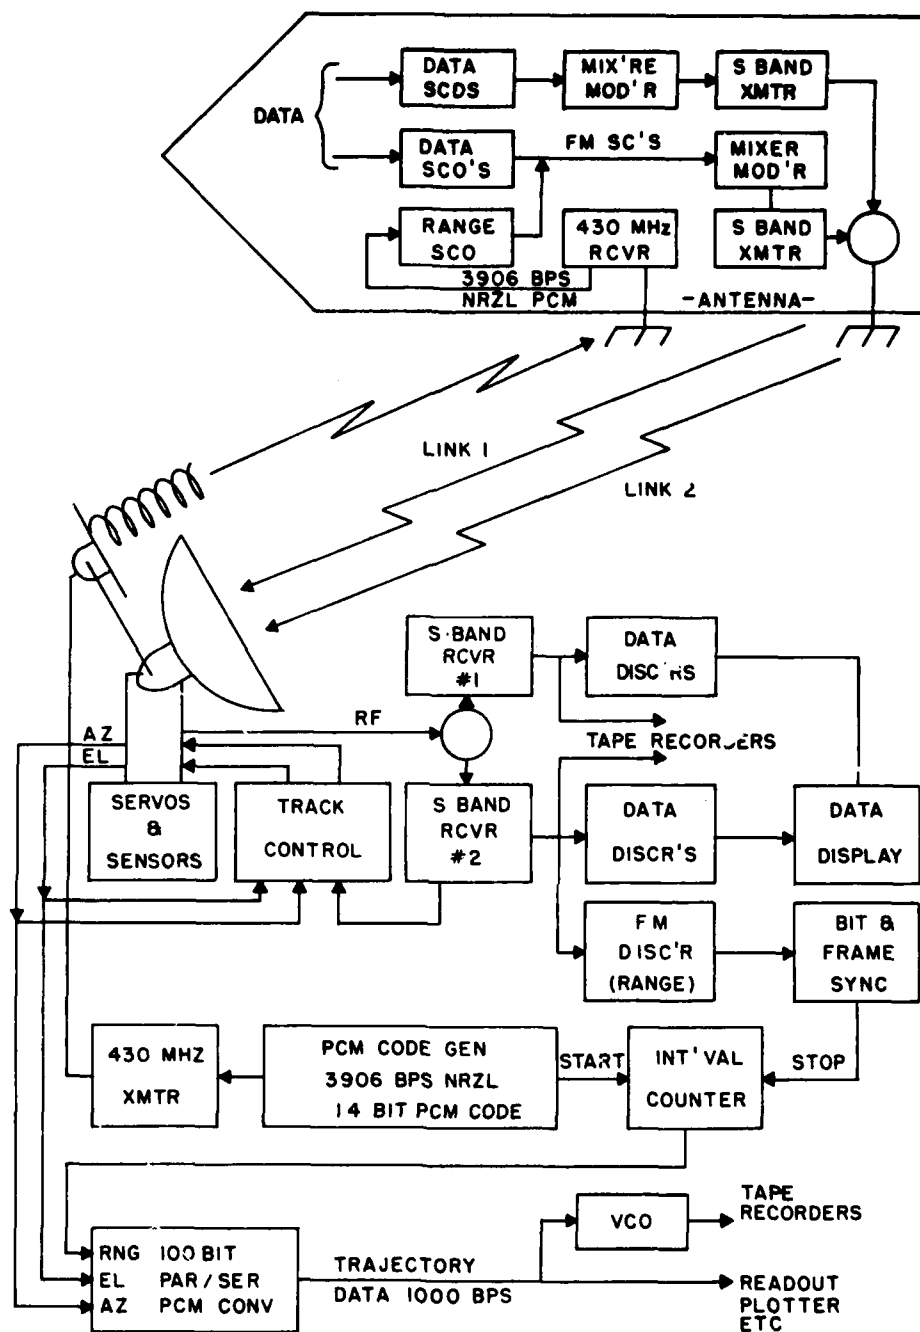 DATA
DATA
SCDS
MIX'RE
MOD'R
S BAND
XMTR
DATA
SCO'S
FM SC'S
MIXER
MOD'R
RANGE
SCO
430 MHz
RCVR
S BAND
XMTR
3906 BPS
NRZL PCM
-ANTENNA-
LINK 1
LINK 2
S-BAND
RCVR
#1
DATA
DISC'RS
RF
TAPE RECORDERS
AZ
EL
SERVOS
&
SENSORS
TRACK
CONTROL
S BAND
RCVR
#2
DATA
DISCR'S
DATA
DISPLAY
FM
DISC'R
(RANGE)
BIT &
FRAME
SYNC
430 MHZ
XMTR
PCM CODE GEN
3906 BPS NRZL
14 BIT PCM CODE
START
INT'VAL
COUNTER
STOP
RNG 100 BIT
EL PAR/SER
AZ PCM CONV
TRAJECTORY
DATA 1000 BPS
VCO
TAPE
RECORDERS
READOUT
PLOTTER
ETC